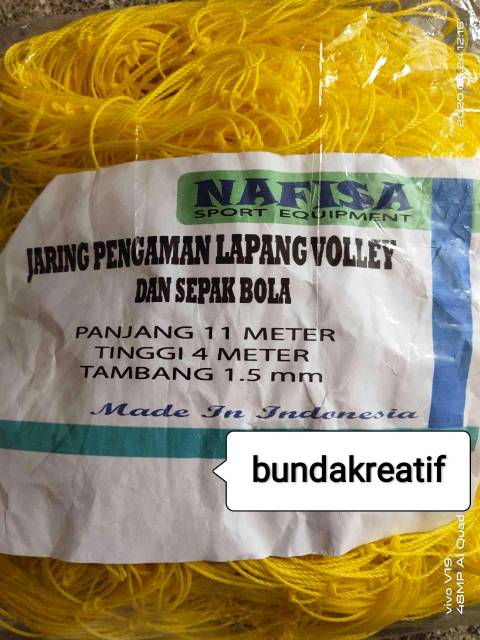 NAFISA
SPORT EQUIPMENT
JARING PENGAMAN LAPANG VOLLEY
DAN SEPAK BOLA
PANJANG 11 METER
TINGGI 4 METER
TAMBANG 1.5 mm
Made In Indonesia
bundakreatif
vivo V19
48MP AI Quad